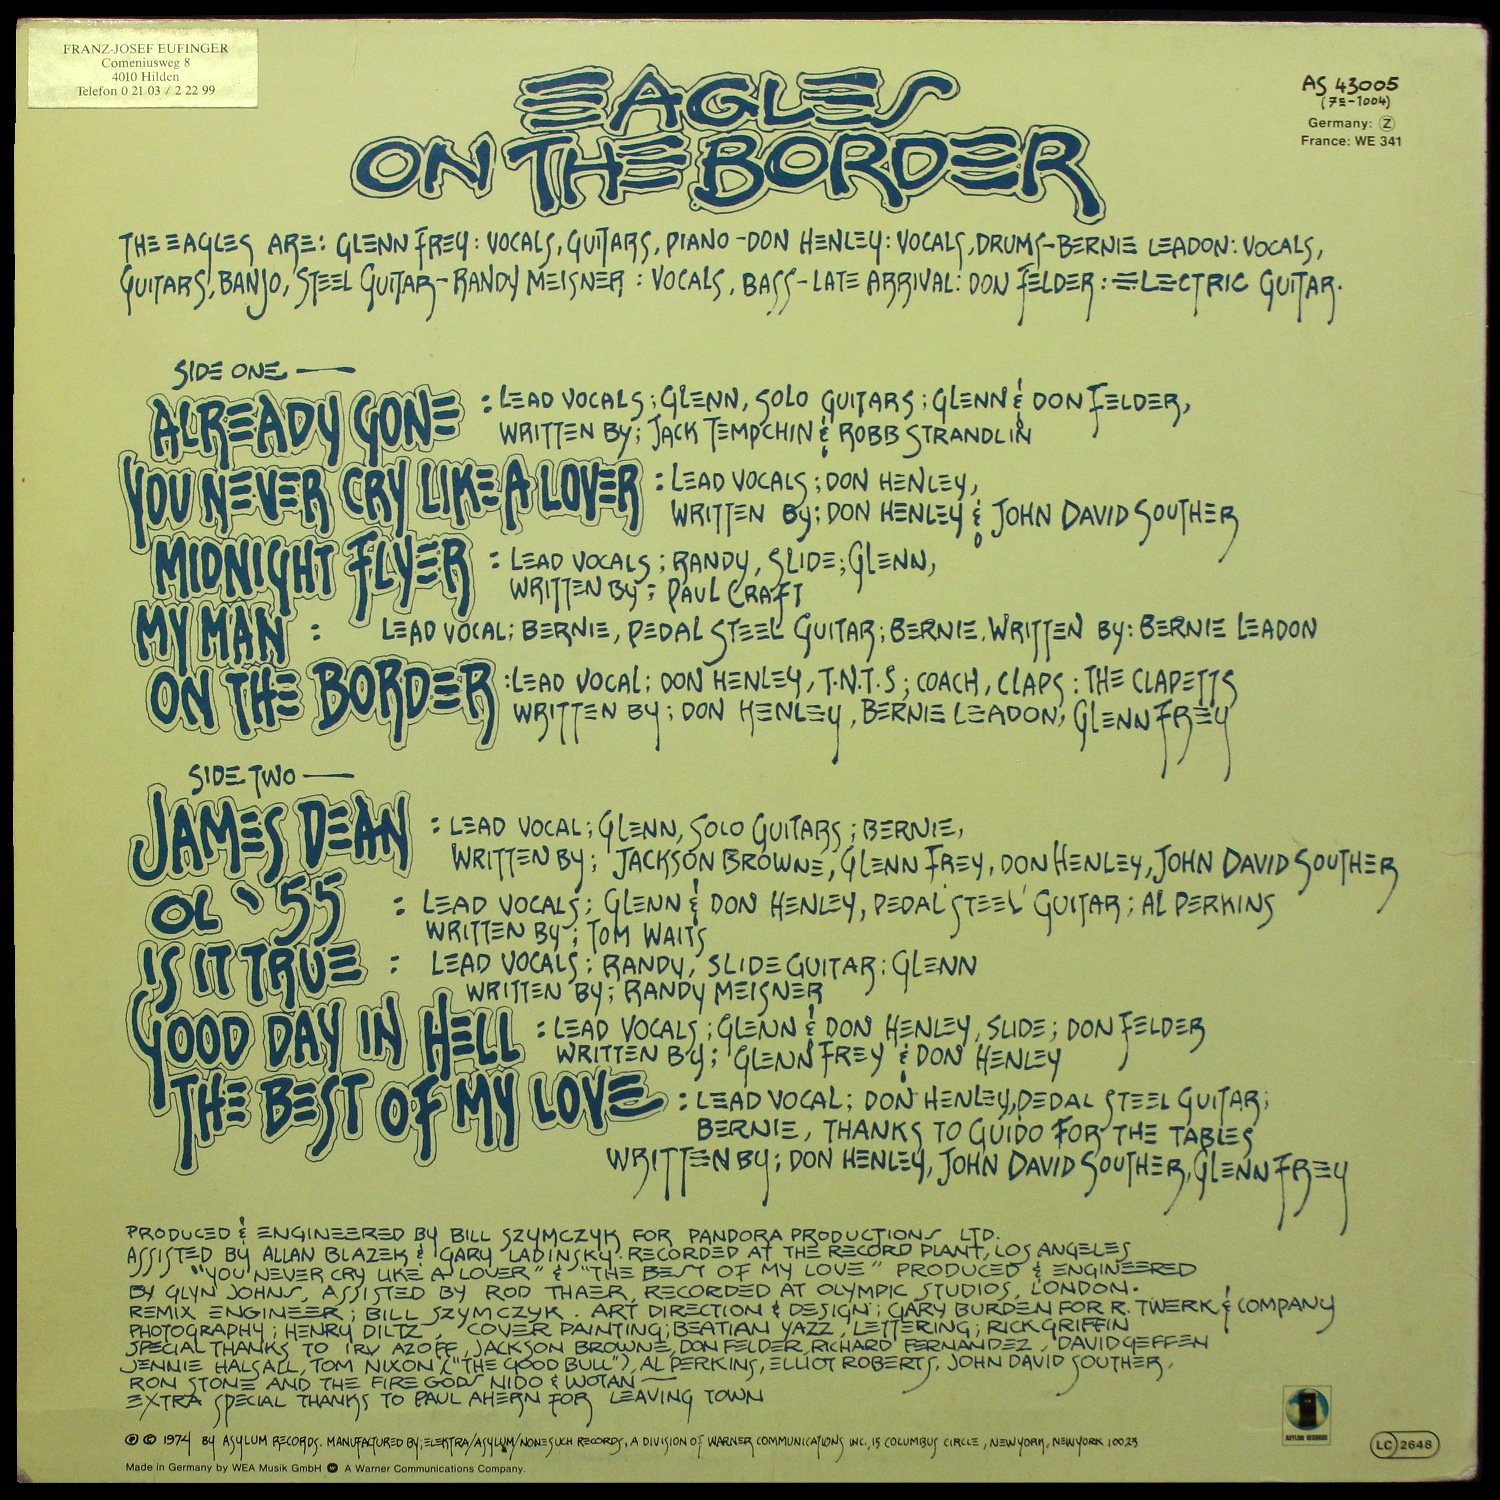 FRANZ-JOSEF EUFINGER
Comeniusweg 8
4010 Hilden
Telefon 0 21 03 / 2 22 99
EAGLES
ON THE BORDER
AS 43005
(7E-1004)
Germany: Z
France: WE 341
THE EAGLES ARE: GLENN FREY: VOCALS, GUITARS, PIANO - DON HENLEY: VOCALS, DRUMS - BERNIE LEADON: VOCALS,
GUITARS, BANJO, STEEL GUITAR - RANDY MEISNER : VOCALS, BASS - LATE ARRIVAL: DON FELDER : ELECTRIC GUITAR.
SIDE ONE —
ALREADY GONE : LEAD VOCALS ; GLENN, SOLO GUITARS ; GLENN & DON FELDER,
WRITTEN BY; JACK TEMPCHIN & ROBB STRANDLIN
YOU NEVER CRY LIKE A LOVER : LEAD VOCALS ; DON HENLEY,
WRITTEN BY; DON HENLEY & JOHN DAVID SOUTHER
MIDNIGHT FLYER : LEAD VOCALS ; RANDY, SLIDE; GLENN,
WRITTEN BY; PAUL CRAFT
MY MAN : LEAD VOCAL; BERNIE, PEDAL STEEL GUITAR; BERNIE, WRITTEN BY: BERNIE LEADON
ON THE BORDER : LEAD VOCAL; DON HENLEY, T.N.T.S ; COACH, CLAPS : THE CLAPETTS
WRITTEN BY ; DON HENLEY, BERNIE LEADON, GLENN FREY
SIDE TWO —
JAMES DEAN : LEAD VOCAL; GLENN, SOLO GUITARS ; BERNIE,
WRITTEN BY; JACKSON BROWNE, GLENN FREY, DON HENLEY, JOHN DAVID SOUTHER
OL '55 : LEAD VOCALS; GLENN & DON HENLEY, PEDAL STEEL GUITAR; AL PERKINS
WRITTEN BY; TOM WAITS
IS IT TRUE : LEAD VOCALS; RANDY, SLIDE GUITAR; GLENN
WRITTEN BY; RANDY MEISNER
GOOD DAY IN HELL : LEAD VOCALS ; GLENN & DON HENLEY, SLIDE; DON FELDER
WRITTEN BY; GLENN FREY & DON HENLEY
THE BEST OF MY LOVE : LEAD VOCAL; DON HENLEY, PEDAL STEEL GUITAR;
BERNIE, THANKS TO GUIDO FOR THE TABLES
WRITTEN BY; DON HENLEY, JOHN DAVID SOUTHER, GLENN FREY
PRODUCED & ENGINEERED BY BILL SZYMCZYK FOR PANDORA PRODUCTIONS LTD.
ASSISTED BY ALLAN BLAZEK & GARY LADINSKY. RECORDED AT THE RECORD PLANT, LOS ANGELES
"YOU NEVER CRY LIKE A LOVER" & "THE BEST OF MY LOVE" PRODUCED & ENGINEERED
BY GLYN JOHNS, ASSISTED BY ROD THAER, RECORDED AT OLYMPIC STUDIOS, LONDON.
REMIX ENGINEER; BILL SZYMCZYK. ART DIRECTION & DESIGN; GARY BURDEN FOR R. TWERK & COMPANY
PHOTOGRAPHY; HENRY DILTZ, COVER PAINTING; BEATIAN YAZZ, LETTERING; RICK GRIFFIN
SPECIAL THANKS TO IRV AZOFF, JACKSON BROWNE, DON FELDER, RICHARD FERNANDEZ, DAVID GEFFEN
JENNIE HALSALL, TOM NIXON ("THE GOOD BULL"), AL PERKINS, ELLIOT ROBERTS, JOHN DAVID SOUTHER,
RON STONE AND THE FIRE GODS NIDO & WOTAN —
EXTRA SPECIAL THANKS TO PAUL AHERN FOR LEAVING TOWN
℗ © 1974 BY ASYLUM RECORDS. MANUFACTURED BY; ELEKTRA/ASYLUM/NONESUCH RECORDS, A DIVISION OF WARNER COMMUNICATIONS INC., 15 COLUMBUS CIRCLE, NEW YORK, NEW YORK 10023
Made in Germany by WEA Musik GmbH W A Warner Communications Company.
ASYLUM RECORDS
LC 2648